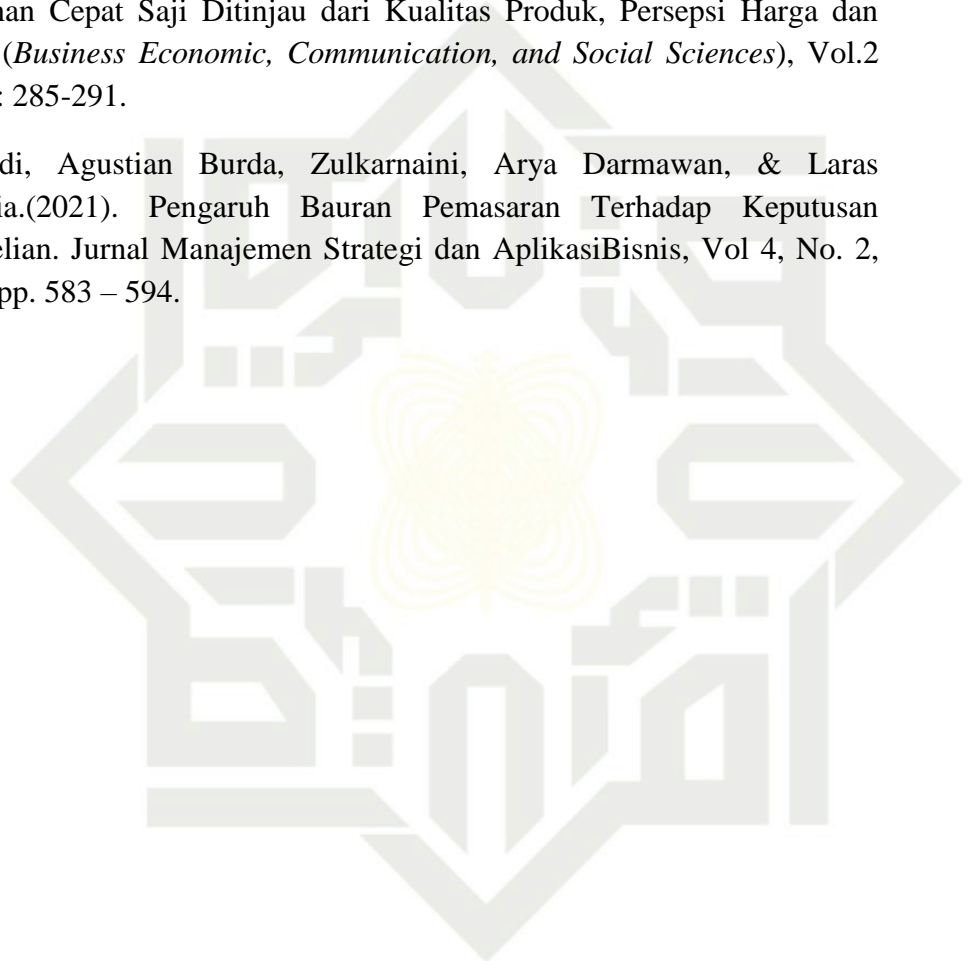 nan Cepat Saji Ditinjau dari Kualitas Produk, Persepsi Harga dan
(Business Economic, Communication, and Social Sciences), Vol.2
: 285-291.
di, Agustian Burda, Zulkarnaini, Arya Darmawan, & Laras
ia.(2021). Pengaruh Bauran Pemasaran Terhadap Keputusan
elian. Jurnal Manajemen Strategi dan AplikasiBisnis, Vol 4, No. 2,
pp. 583 – 594.